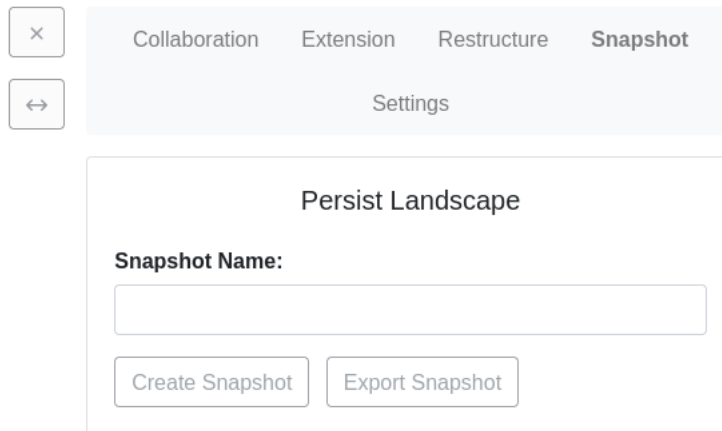 Collaboration Extension Restructure Snapshot
Settings
Persist Landscape
Snapshot Name:
Create Snapshot Export Snapshot